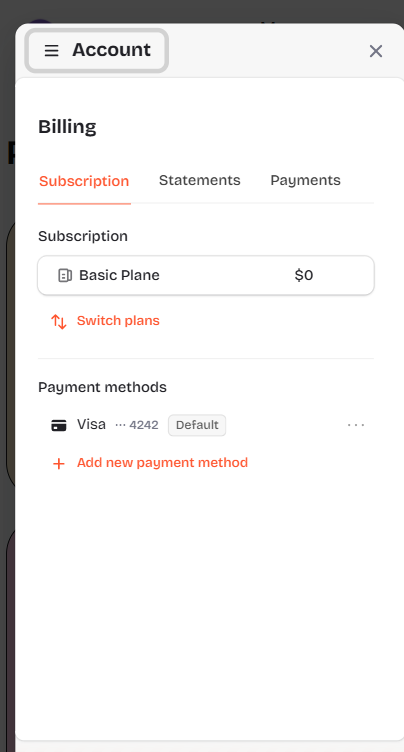 Account
Billing
Subscription Statements Payments
Subscription
Basic Plane $0
Switch plans
Payment methods
Visa ··· 4242 Default ···
Add new payment method